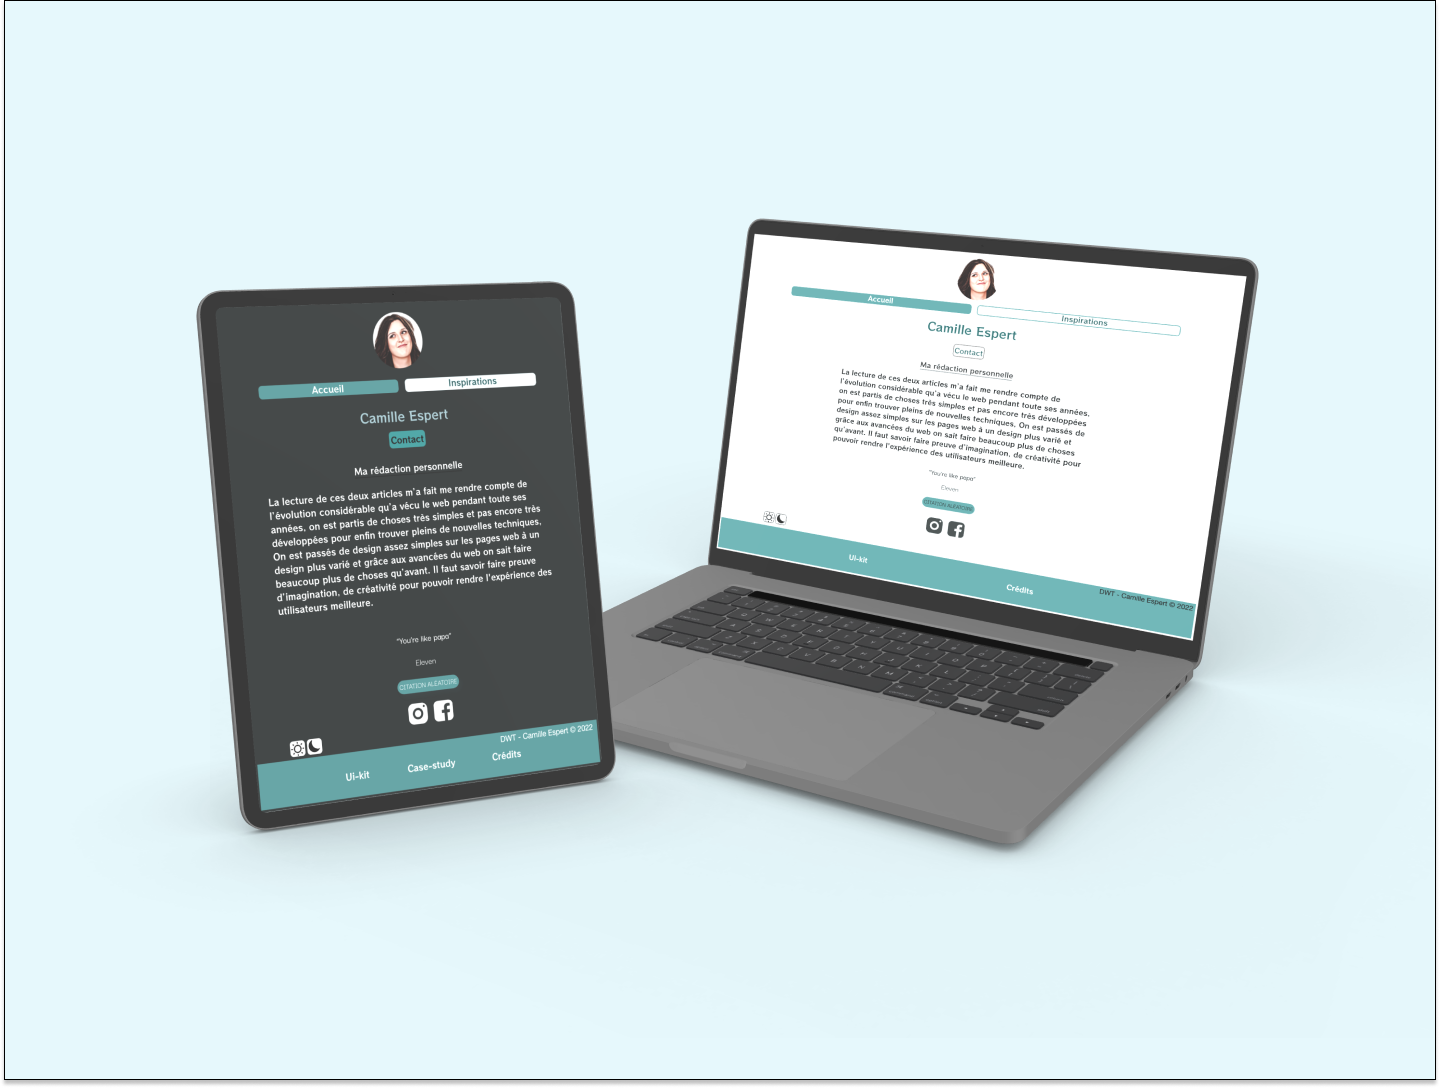 Accueil
Inspirations
Camille Espert
Contact
Ma rédaction personnelle
La lecture de ces deux articles m'a fait me rendre compte de
l'évolution considérable qu'a vécu le web pendant toute ses
années, on est partis de choses très simples et pas encore très
développées pour enfin trouver pleins de nouvelles techniques.
On est passés de design assez simples sur les pages web à un
design plus varié et grâce aux avancées du web on sait faire
beaucoup plus de choses qu'avant. Il faut savoir faire preuve
d'imagination, de créativité pour pouvoir rendre l'expérience des
utilisateurs meilleure.
"You're like papa"
Eleven
CITATION ALEATOIRE
DWT - Camille Espert © 2022
Ui-kit
Case-study
Crédits
Accueil
Inspirations
Camille Espert
Contact
Ma rédaction personnelle
La lecture de ces deux articles m'a fait me rendre compte de
l'évolution considérable qu'a vécu le web pendant toute ses années,
on est partis de choses très simples et pas encore très développées
pour enfin trouver pleins de nouvelles techniques. On est passés de
design assez simples sur les pages web à un design plus varié et
grâce aux avancées du web on sait faire beaucoup plus de choses
qu'avant. Il faut savoir faire preuve d'imagination, de créativité pour
pouvoir rendre l'expérience des utilisateurs meilleure.
"You're like papa"
Eleven
CITATION ALEATOIRE
Ui-kit
Crédits
DWT - Camille Espert © 2022